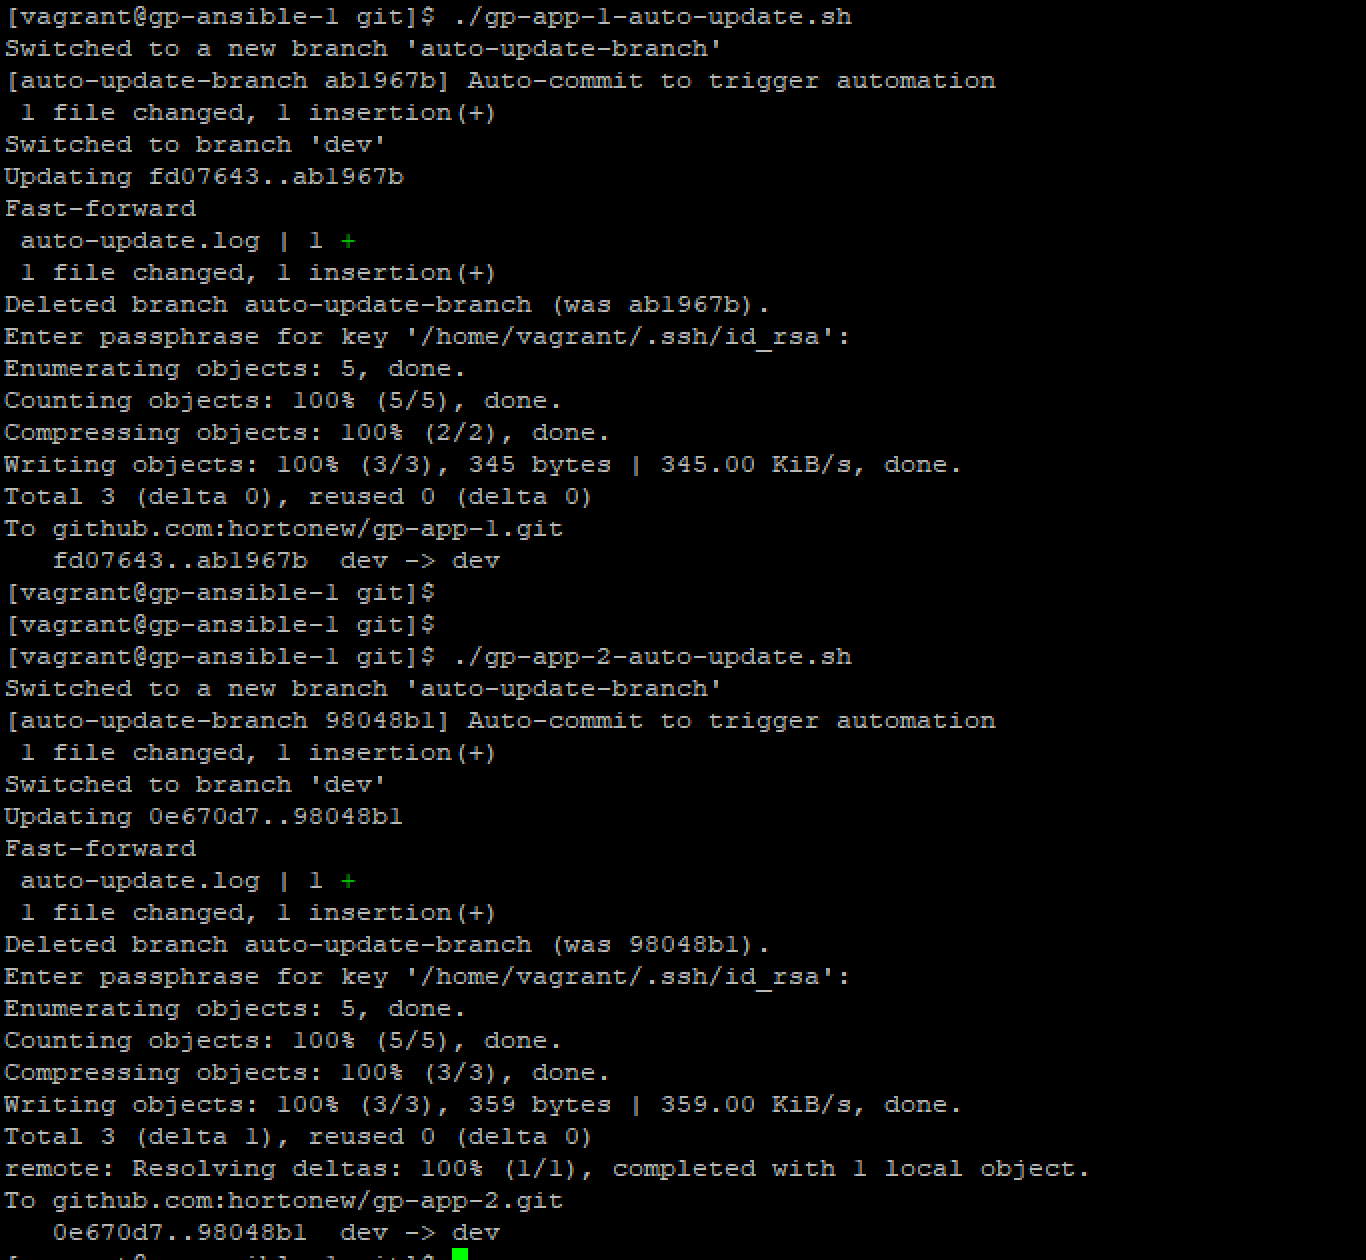 [vagrant@gp-ansible-1 git]$ ./gp-app-1-auto-update.sh
Switched to a new branch 'auto-update-branch'
[auto-update-branch ab1967b] Auto-commit to trigger automation
 1 file changed, 1 insertion(+)
Switched to branch 'dev'
Updating fd07643..ab1967b
Fast-forward
 auto-update.log | 1 +
 1 file changed, 1 insertion(+)
Deleted branch auto-update-branch (was ab1967b).
Enter passphrase for key '/home/vagrant/.ssh/id_rsa':
Enumerating objects: 5, done.
Counting objects: 100% (5/5), done.
Compressing objects: 100% (2/2), done.
Writing objects: 100% (3/3), 345 bytes | 345.00 KiB/s, done.
Total 3 (delta 0), reused 0 (delta 0)
To github.com:hortonew/gp-app-1.git
   fd07643..ab1967b  dev -> dev
[vagrant@gp-ansible-1 git]$
[vagrant@gp-ansible-1 git]$
[vagrant@gp-ansible-1 git]$ ./gp-app-2-auto-update.sh
Switched to a new branch 'auto-update-branch'
[auto-update-branch 98048b1] Auto-commit to trigger automation
 1 file changed, 1 insertion(+)
Switched to branch 'dev'
Updating 0e670d7..98048b1
Fast-forward
 auto-update.log | 1 +
 1 file changed, 1 insertion(+)
Deleted branch auto-update-branch (was 98048b1).
Enter passphrase for key '/home/vagrant/.ssh/id_rsa':
Enumerating objects: 5, done.
Counting objects: 100% (5/5), done.
Compressing objects: 100% (3/3), done.
Writing objects: 100% (3/3), 359 bytes | 359.00 KiB/s, done.
Total 3 (delta 1), reused 0 (delta 0)
remote: Resolving deltas: 100% (1/1), completed with 1 local object.
To github.com:hortonew/gp-app-2.git
   0e670d7..98048b1  dev -> dev